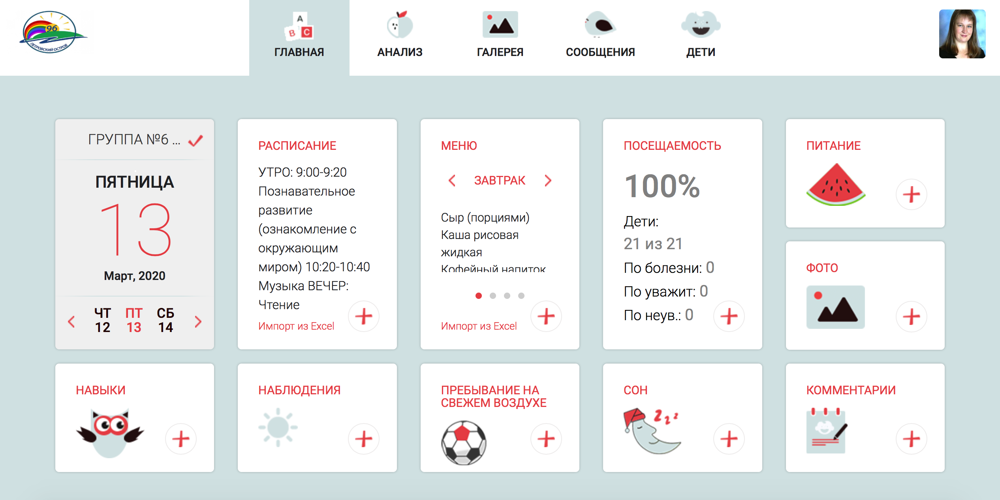 96
ПЕТРОВСКИЙ ОСТРОВ
A
B C
ГЛАВНАЯ
АНАЛИЗ
ГАЛЕРЕЯ
СООБЩЕНИЯ
ДЕТИ
ГРУППА №6 ...
ПЯТНИЦА
13
Март, 2020
ЧТ ПТ СБ
12 13 14
РАСПИСАНИЕ
УТРО: 9:00-9:20
Познавательное
развитие
(ознакомление с
окружающим
миром) 10:20-10:40
Музыка ВЕЧЕР:
Чтение
Импорт из Excel
МЕНЮ
ЗАВТРАК
Сыр (порциями)
Каша рисовая
жидкая
Кофейный напиток
Импорт из Excel
ПОСЕЩАЕМОСТЬ
100%
Дети:
21 из 21
По болезни: 0
По уважит: 0
По неув.: 0
ПИТАНИЕ
ФОТО
НАВЫКИ
НАБЛЮДЕНИЯ
ПРЕБЫВАНИЕ НА
СВЕЖЕМ ВОЗДУХЕ
СОН
z z z
КОММЕНТАРИИ